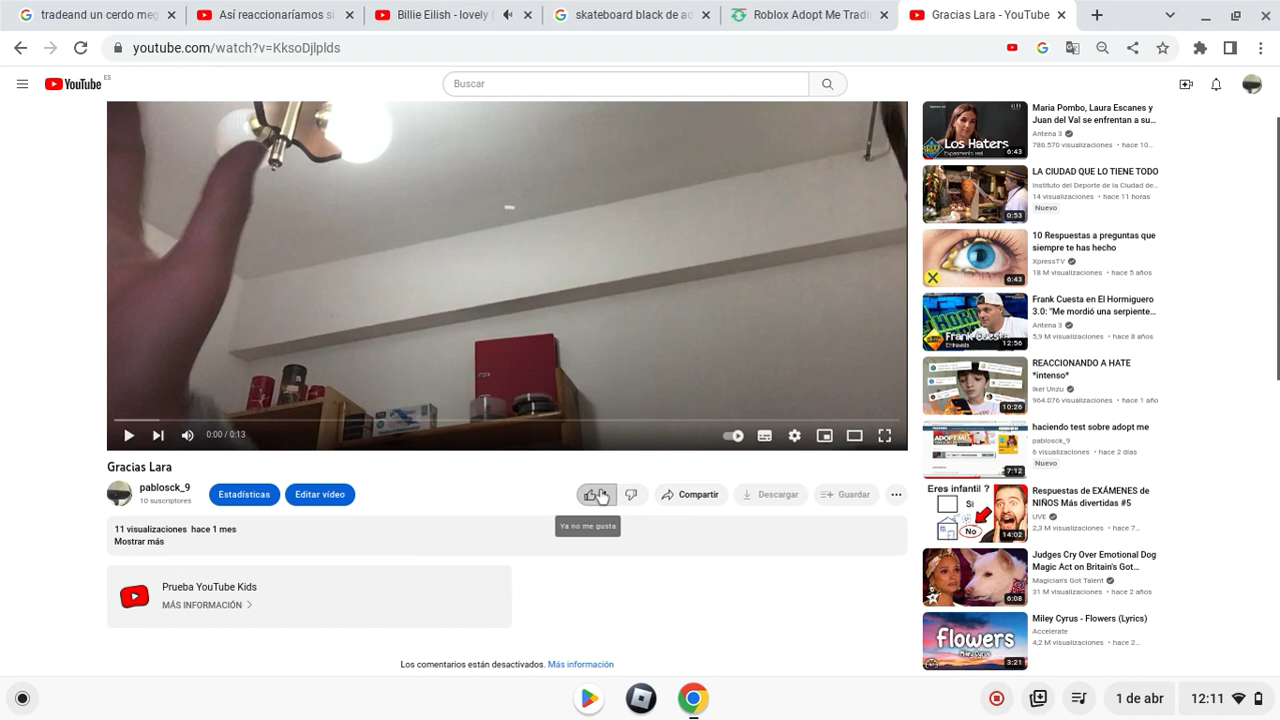 tradeand do meg
Así reaccionaríamos si
Billie Eilish - lovely
skateboard block de ad
Roblox Adopt Me Tradi
Gracias Lara - YouTube
youtube.com/watch?v=KksoDjlplds
YouTube ES
Buscar
Los Haters
6:43
Maria Pombo, Laura Escanes y
Juan del Val se enfrentan a su...
Antena 3
786.570 visualizaciones • hace 10...
0:53
LA CIUDAD QUE LO TIENE TODO
Instituto del Deporte de la Ciudad de...
14 visualizaciones • hace 11 horas
Nuevo
6:43
10 Respuestas a preguntas que
siempre te has hecho
XpressTV
18 M visualizaciones • hace 5 años
12:56
Frank Cuesta en El Hormiguero
3.0: "Me mordió una serpiente...
Antena 3
5,9 M visualizaciones • hace 8 años
10:26
REACCIONANDO A HATE
*intenso*
Iker Unzu
964.076 visualizaciones • hace 1 año
ADOPT ME!
7:12
haciendo test sobre adopt me
pablosck_9
6 visualizaciones • hace 2 días
Nuevo
Eres infantil ?
Si
No
14:02
Respuestas de EXÁMENES de
NIÑOS Más divertidas #5
UVE
2,3 M visualizaciones • hace 7...
6:08
Judges Cry Over Emotional Dog
Magic Act on Britain's Got...
Magician's Got Talent
31 M visualizaciones • hace 2 años
flowers
Miley Cyrus
3:21
Miley Cyrus - Flowers (Lyrics)
Accelerate
4,2 M visualizaciones • hace 2...
Gracias Lara
pablosck_9
10 suscriptores
Estadísticas
Editar vídeo
Compartir
Descargar
Guardar
Ya no me gusta
11 visualizaciones hace 1 mes
Mostrar más
Prueba YouTube Kids
MÁS INFORMACIÓN
Los comentarios están desactivados. Más información
1 de abr
12:11